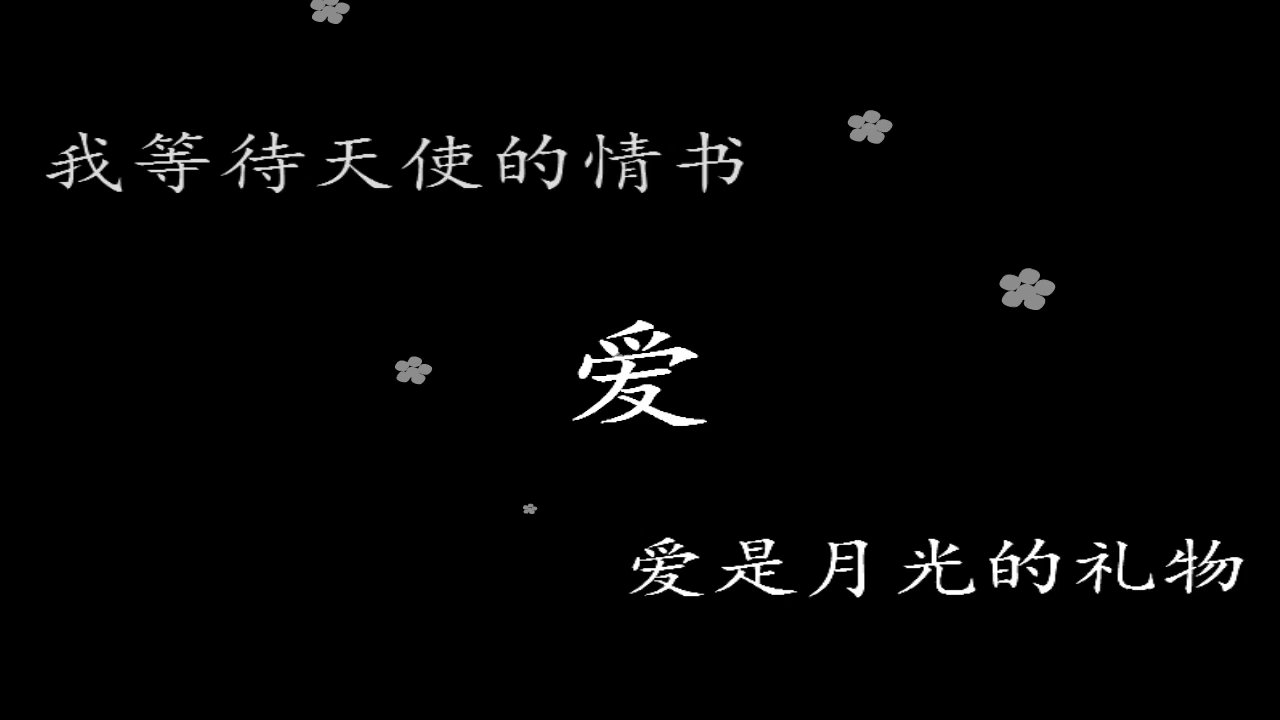 我等待天使的情书
爱
爱是月光的礼物